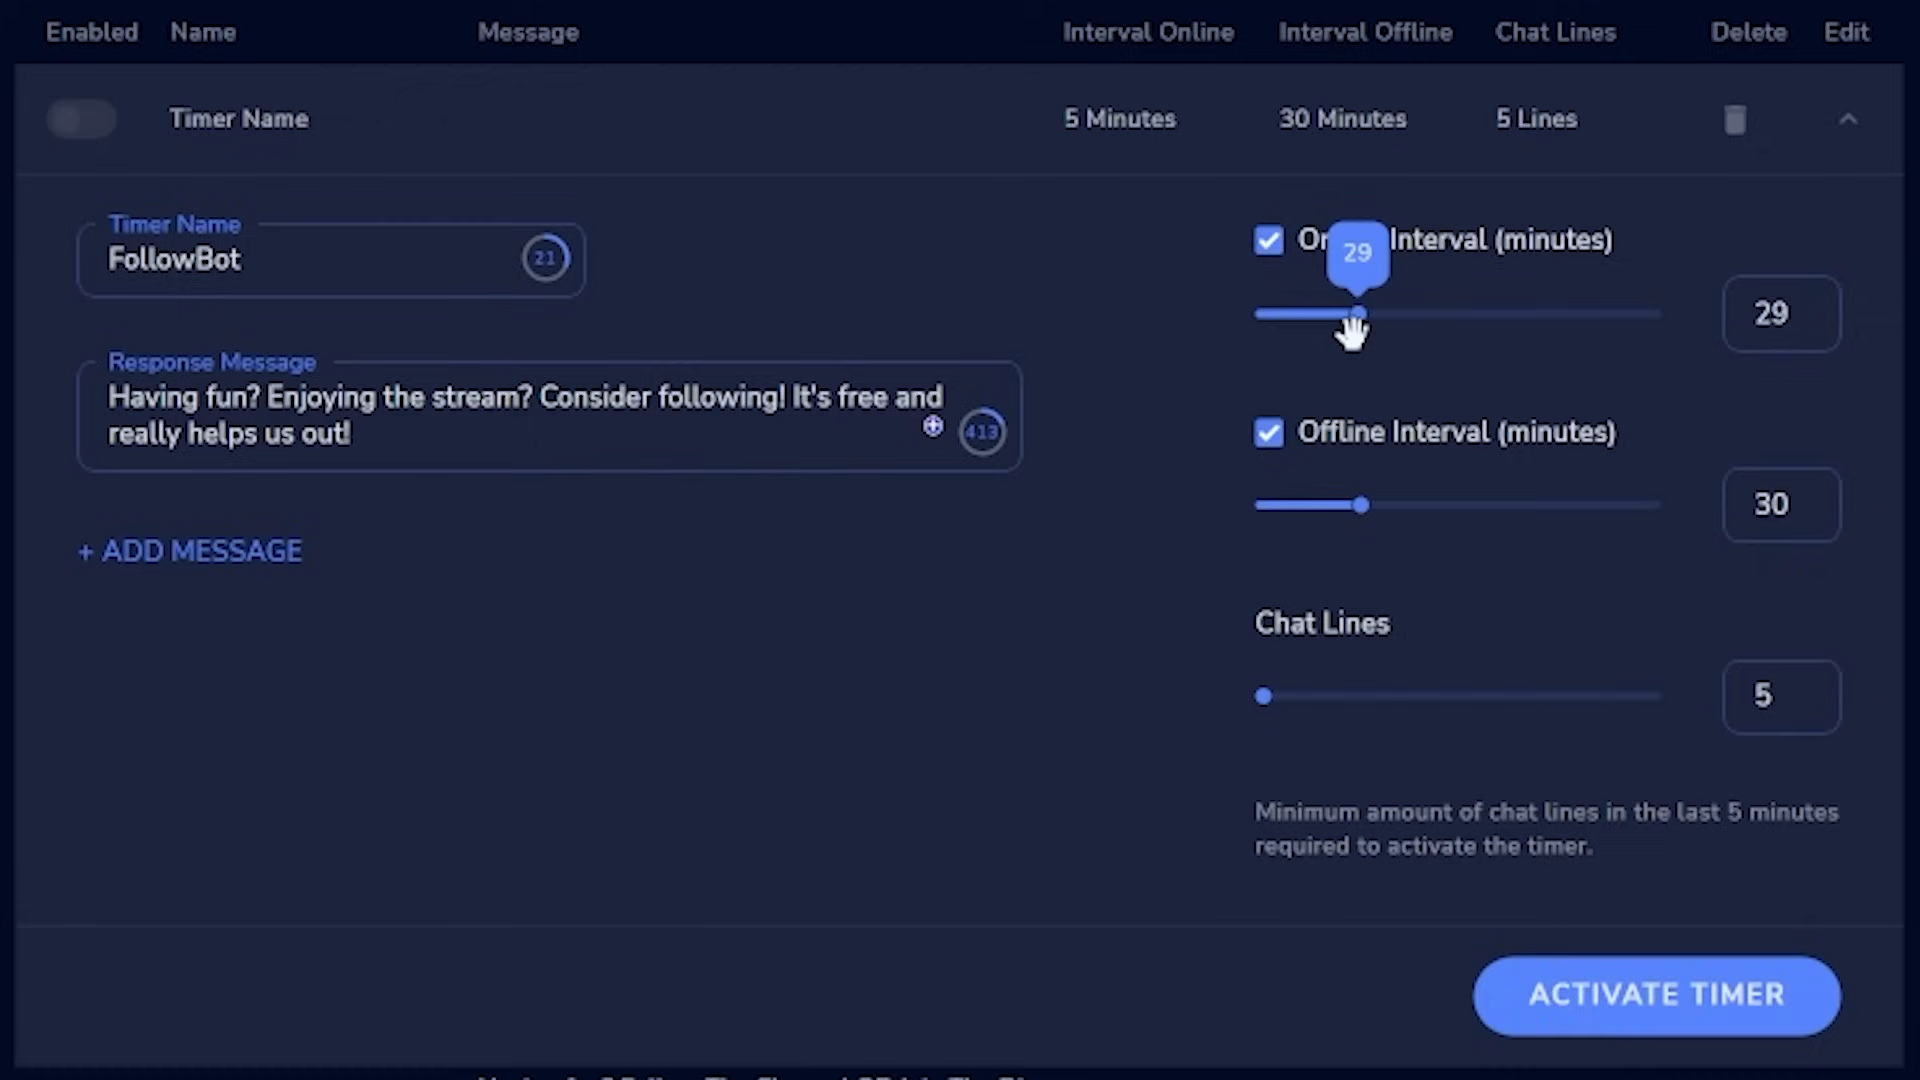 Enabled Name Message Interval Online Interval Offline Chat Lines Delete Edit
Timer Name 5 Minutes 30 Minutes 5 Lines
Timer Name
FollowBot 21
Response Message
Having fun? Enjoying the stream? Consider following! It's free and
really helps us out! 413
+ ADD MESSAGE
Interval (minutes)
29
29
Offline Interval (minutes)
30
Chat Lines
5
Minimum amount of chat lines in the last 5 minutes
required to activate the timer.
ACTIVATE TIMER